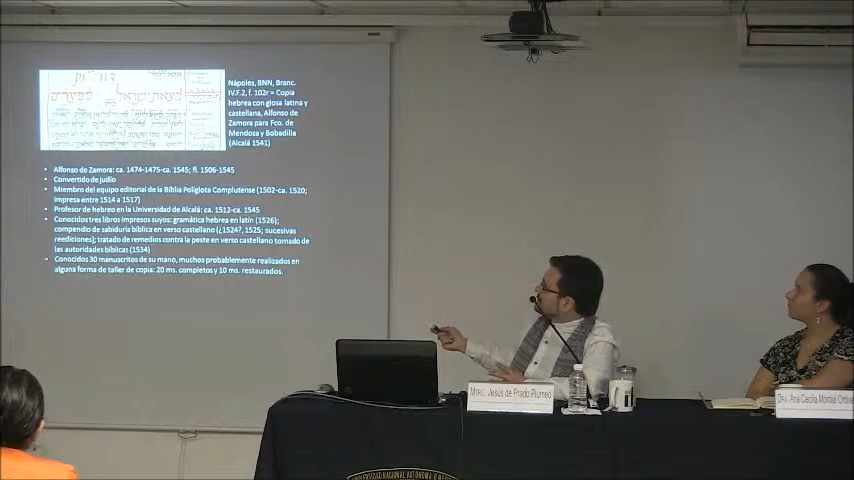 Nápoles, BNN, Branc.
IV.F.2, f. 102r = Copia
hebrea con glosa latina y
castellana, Alfonso de
Zamora para Fco. de
Mendoza y Bobadilla
(Alcalá 1541)
• Alfonso de Zamora: ca. 1474-1475-ca. 1545; fl. 1506-1545
• Convertido de judío
• Miembro del equipo editorial de la Biblia Políglota Complutense (1502-ca. 1520;
impresa entre 1514 a 1517)
• Profesor de hebreo en la Universidad de Alcalá: ca. 1512-ca. 1545
• Conocidos tres libros impresos suyos: gramática hebrea en latín (1526);
compendio de sabiduría bíblica en verso castellano (¿1524?, 1525; sucesivas
reediciones); tratado de remedios contra la peste en verso castellano tomado de
las autoridades bíblicas (1534)
• Conocidos 30 manuscritos de su mano, muchos probablemente realizados en
alguna forma de taller de copia: 20 ms. completos y 10 ms. restaurados.
MTRO. Jesús de Prado Plumed
DRA. Ana Cecilia
UNIVERSIDAD NACIONAL AUTONOMA